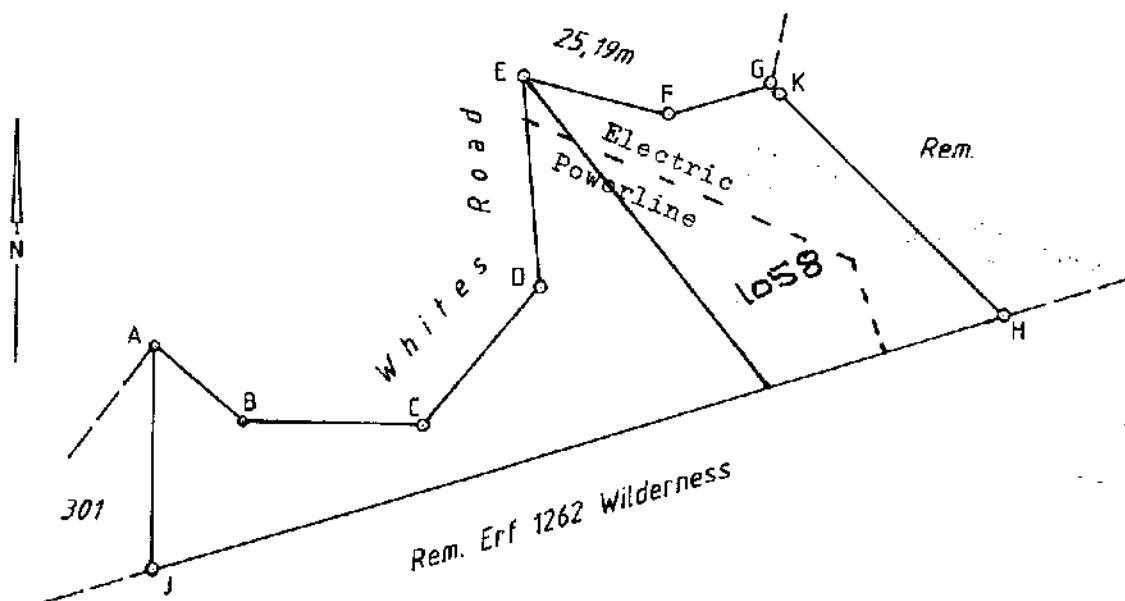 25,19m
E
F
G
K
Electric
Powerline
Rem.
N
Whites Road
D
1058
A
B
C
H
301
J
Rem. Erf 1262 Wilderness